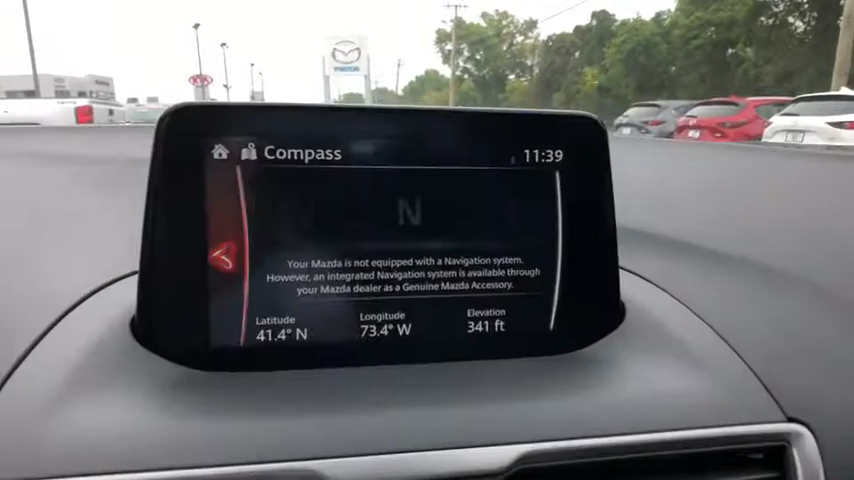 MAZDA
KIA
Compass
11:39
N
Your Mazda is not equipped with a Navigation system.
However, an integrated Navigation system is available through
your Mazda dealer as a Genuine Mazda Accessory.
Latitude
41.4° N
Longitude
73.4° W
Elevation
341 ft